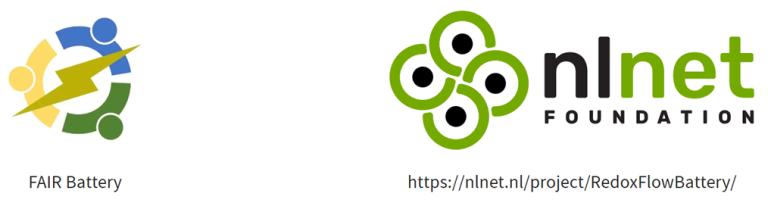 nlnet
FOUNDATION
FAIR Battery
https://nlnet.nl/project/RedoxFlowBattery/